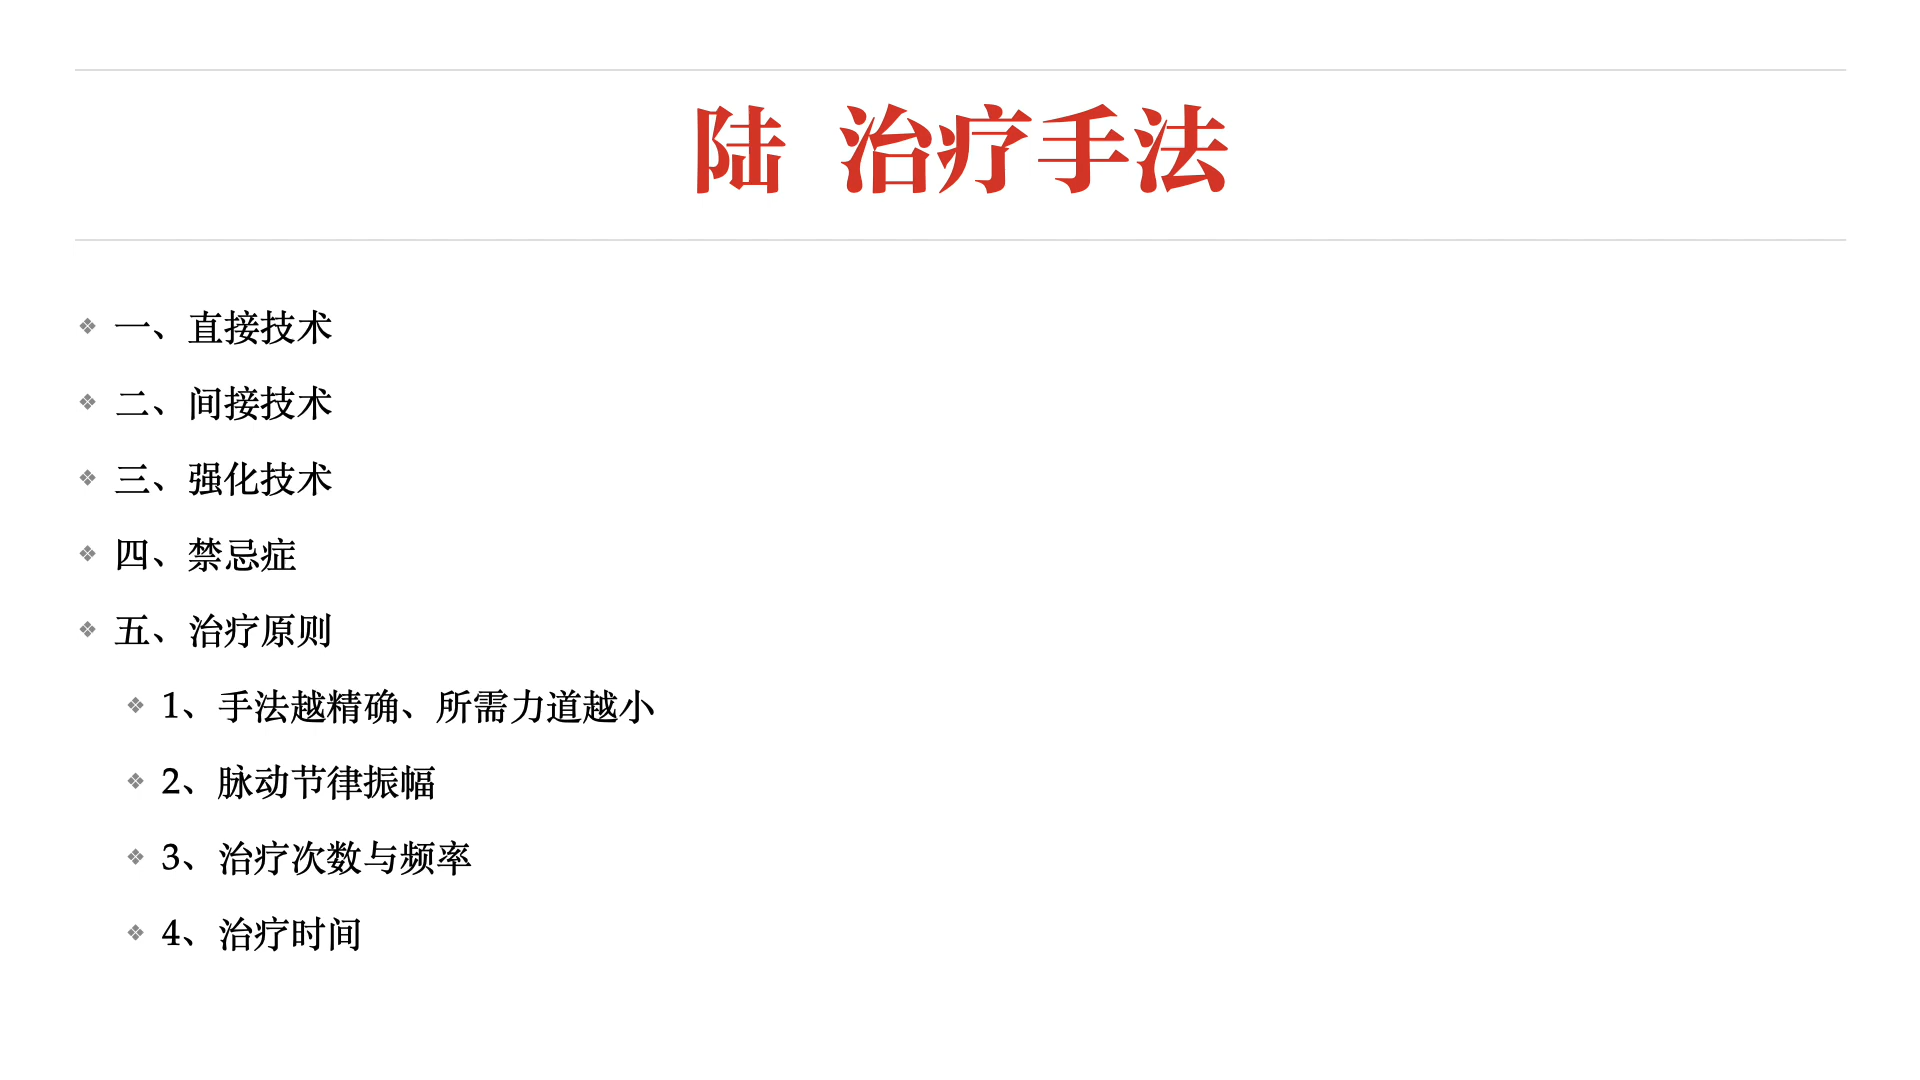 陆 治疗手法
❖ 一、直接技术
❖ 二、间接技术
❖ 三、强化技术
❖ 四、禁忌症
❖ 五、治疗原则
❖ 1、手法越精确、所需力道越小
❖ 2、脉动节律振幅
❖ 3、治疗次数与频率
❖ 4、治疗时间